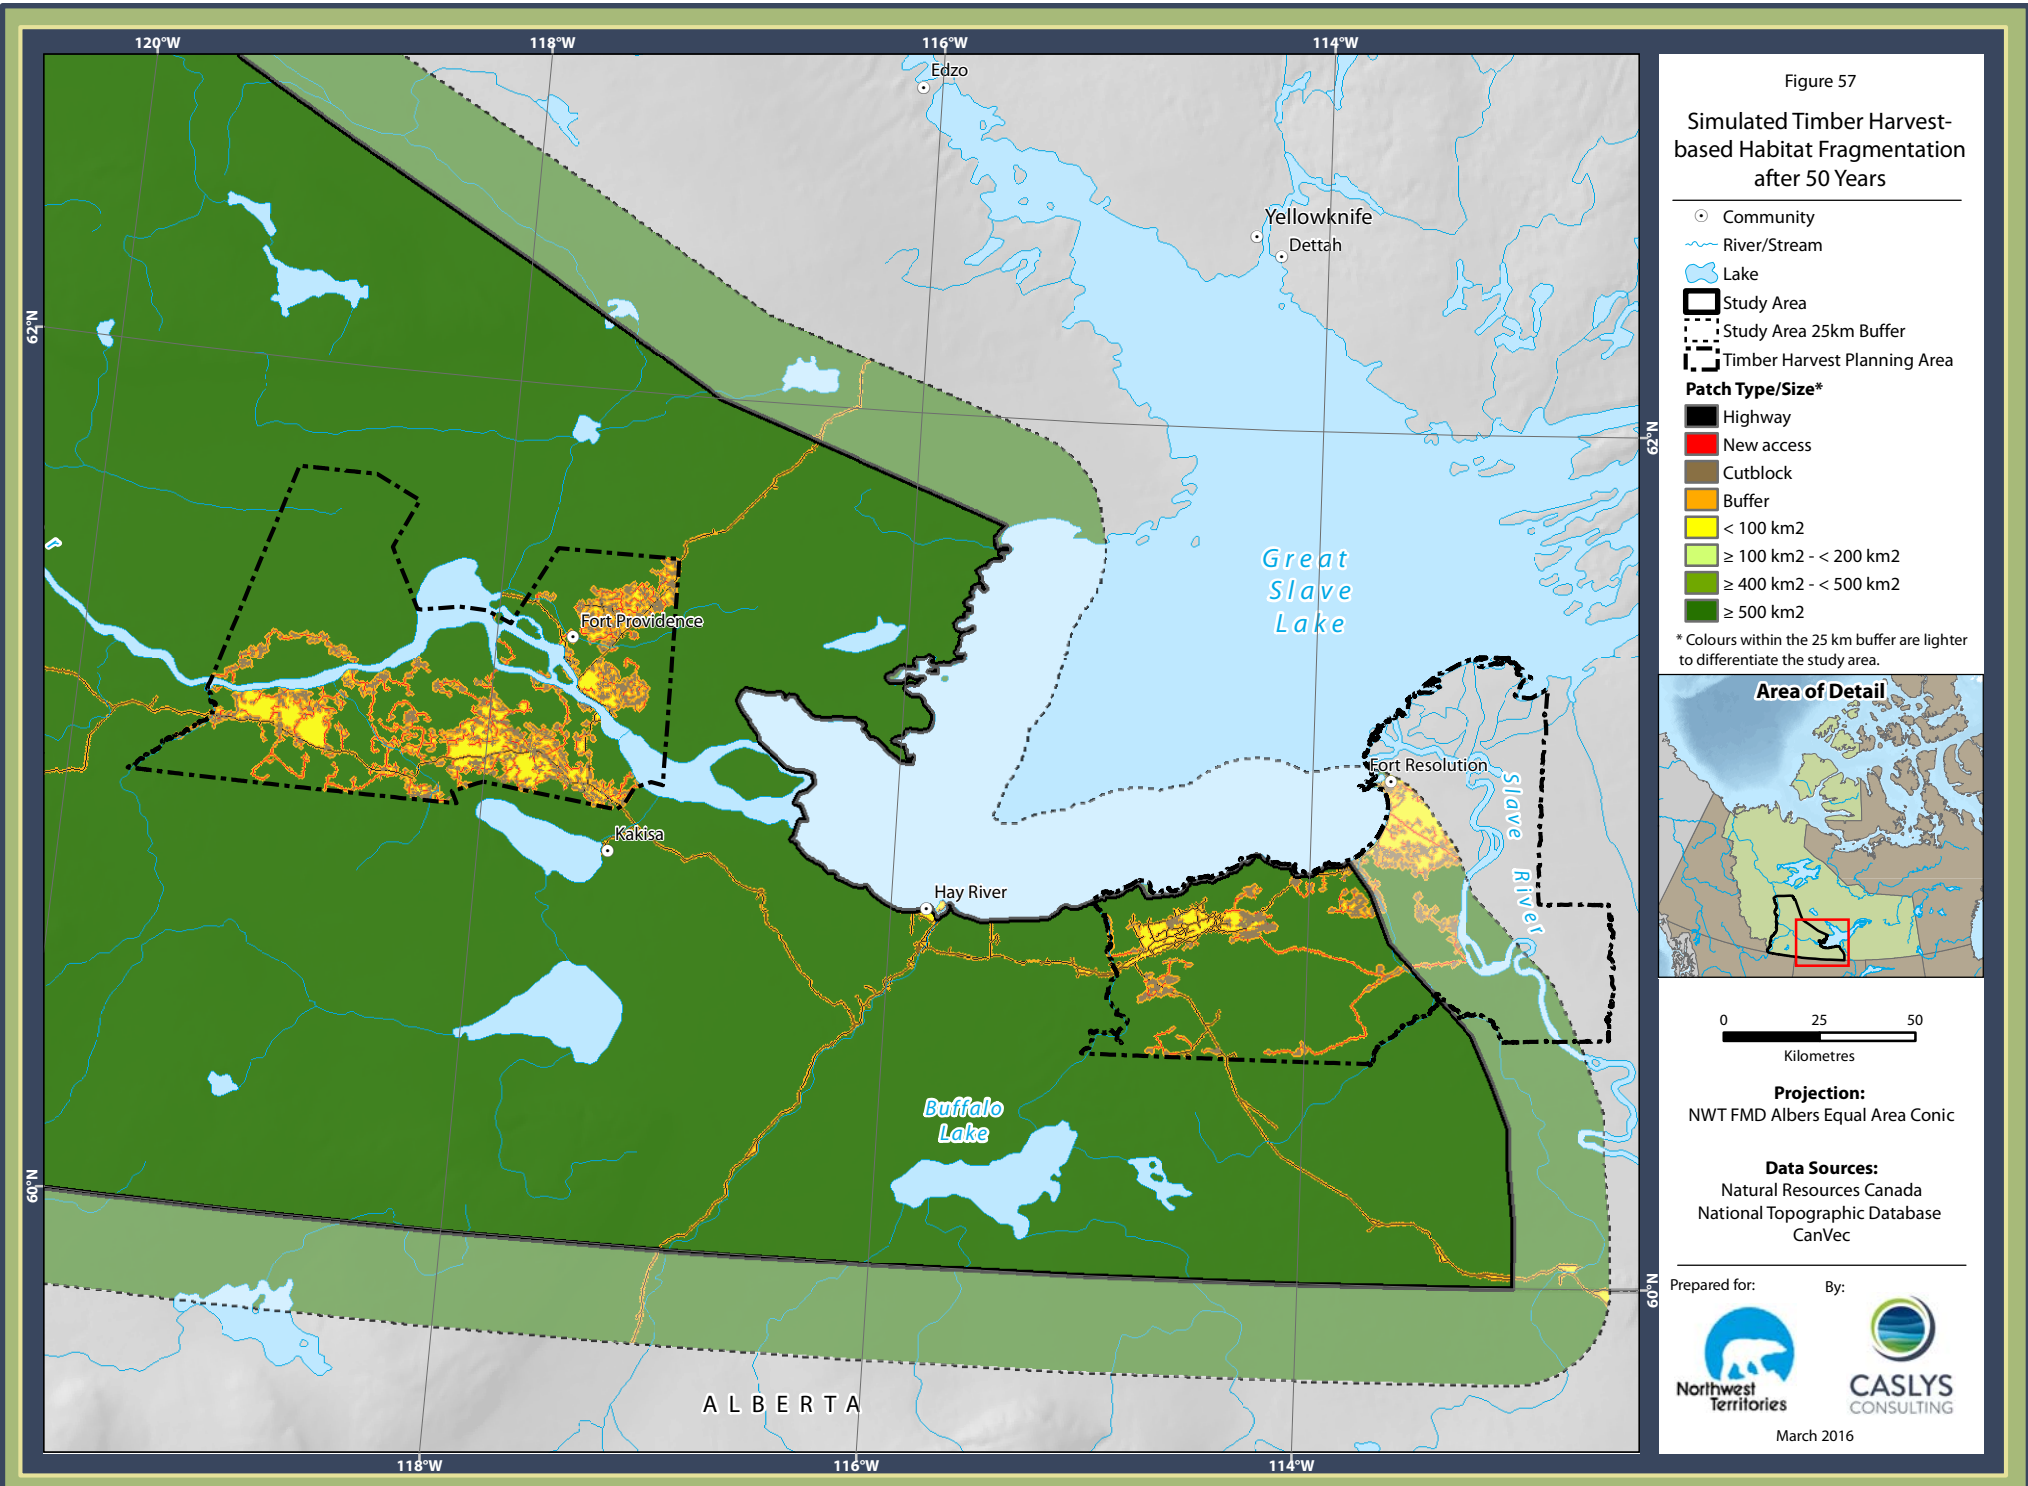 120°W
118°W
116°W
114°W
Edzo
Yellowknife
Dettah
62°N
62°N
Great
Slave
Lake
Fort Providence
Fort Resolution
Slave River
Kakisa
Hay River
Buffalo
Lake
60°N
60°N
ALBERTA
118°W
116°W
114°W
Figure 57
Simulated Timber Harvest-
based Habitat Fragmentation
after 50 Years
Community
River/Stream
Lake
Study Area
Study Area 25km Buffer
Timber Harvest Planning Area
Patch Type/Size*
Highway
New access
Cutblock
Buffer
< 100 km2
≥ 100 km2 - < 200 km2
≥ 400 km2 - < 500 km2
≥ 500 km2
* Colours within the 25 km buffer are lighter
to differentiate the study area.
Area of Detail
0 25 50
Kilometres
Projection:
NWT FMD Albers Equal Area Conic
Data Sources:
Natural Resources Canada
National Topographic Database
CanVec
Prepared for: By:
Northwest
Territories
CASLYS
CONSULTING
March 2016